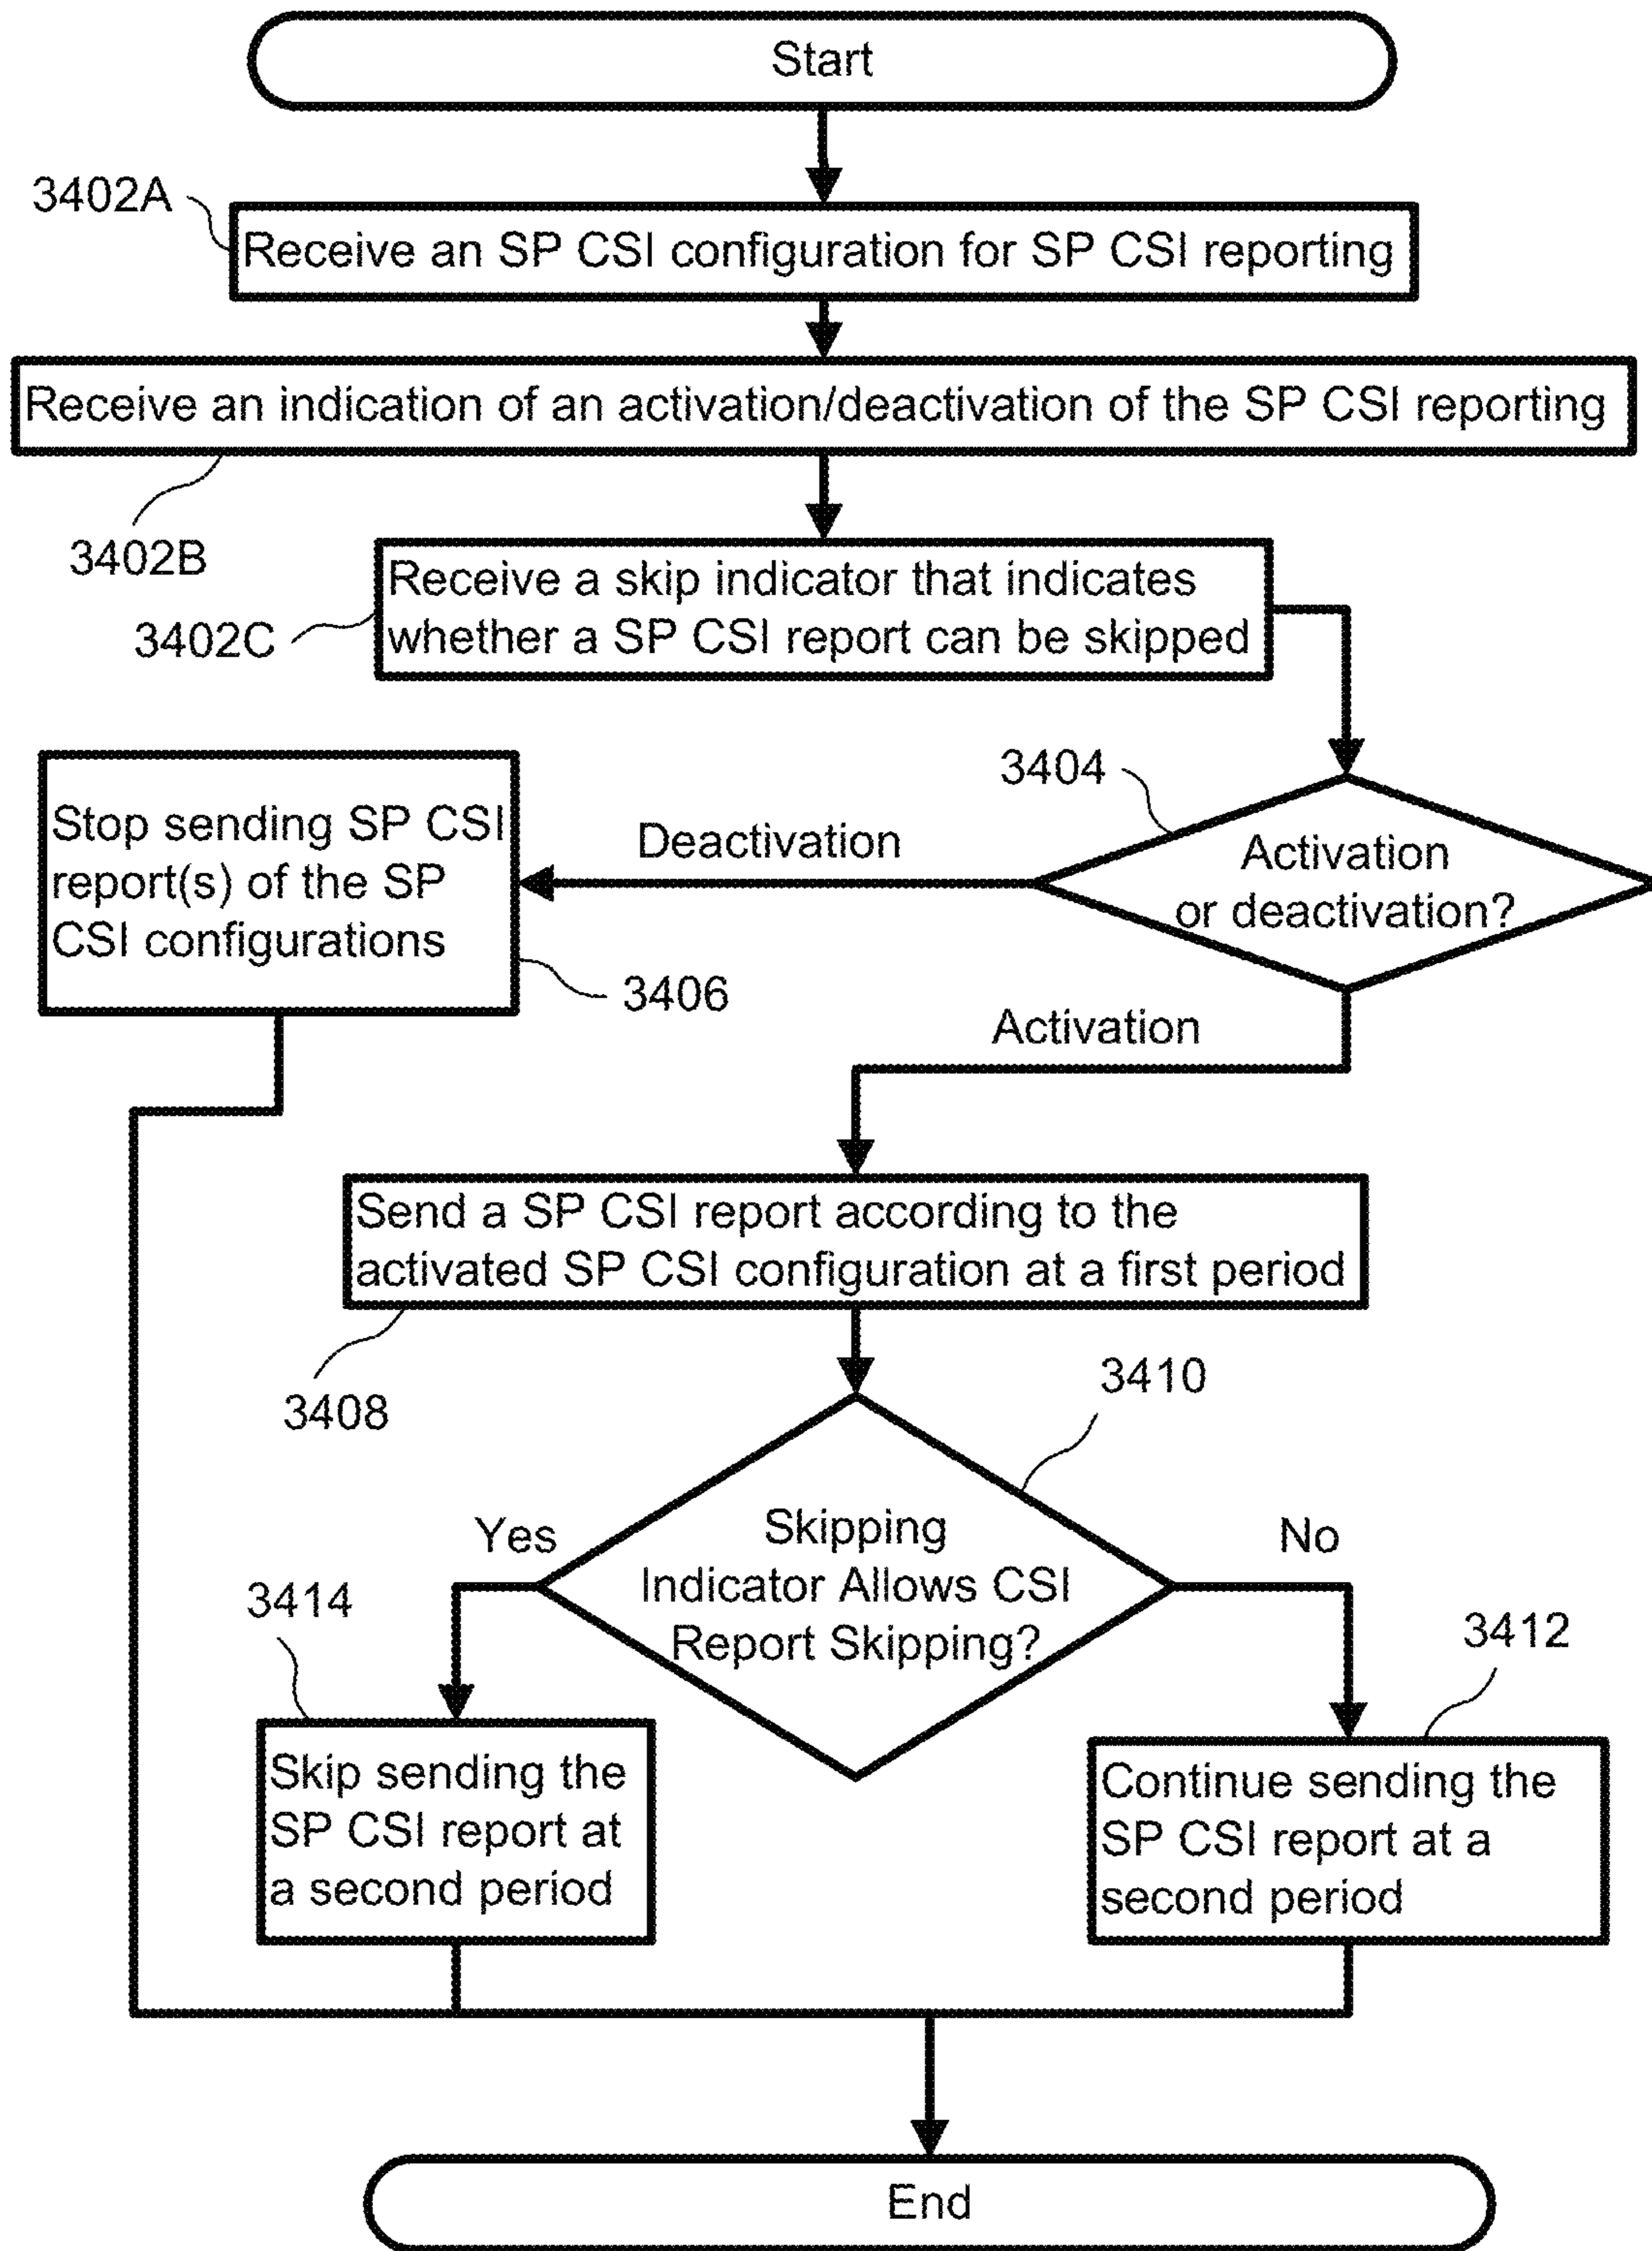 Start
3402A
Receive an SP CSI configuration for SP CSI reporting
Receive an indication of an activation/deactivation of the SP CSI reporting
3402B
Receive a skip indicator that indicates
whether a SP CSI report can be skipped
3402C
3404
Activation
or deactivation?
Deactivation
Stop sending SP CSI
report(s) of the SP
CSI configurations
3406
Activation
Send a SP CSI report according to the
activated SP CSI configuration at a first period
3408
3410
Skipping
Indicator Allows CSI
Report Skipping?
Yes
No
3414
3412
Skip sending the
SP CSI report at
a second period
Continue sending the
SP CSI report at a
second period
End